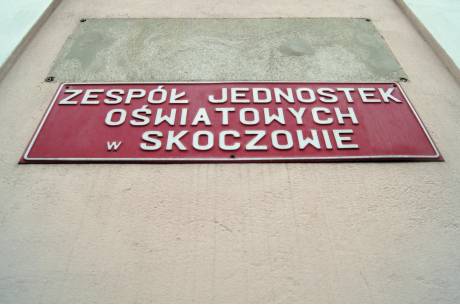 ZESPÓŁ JEDNOSTEK
OŚWIATOWYCH
w SKOCZOWIE